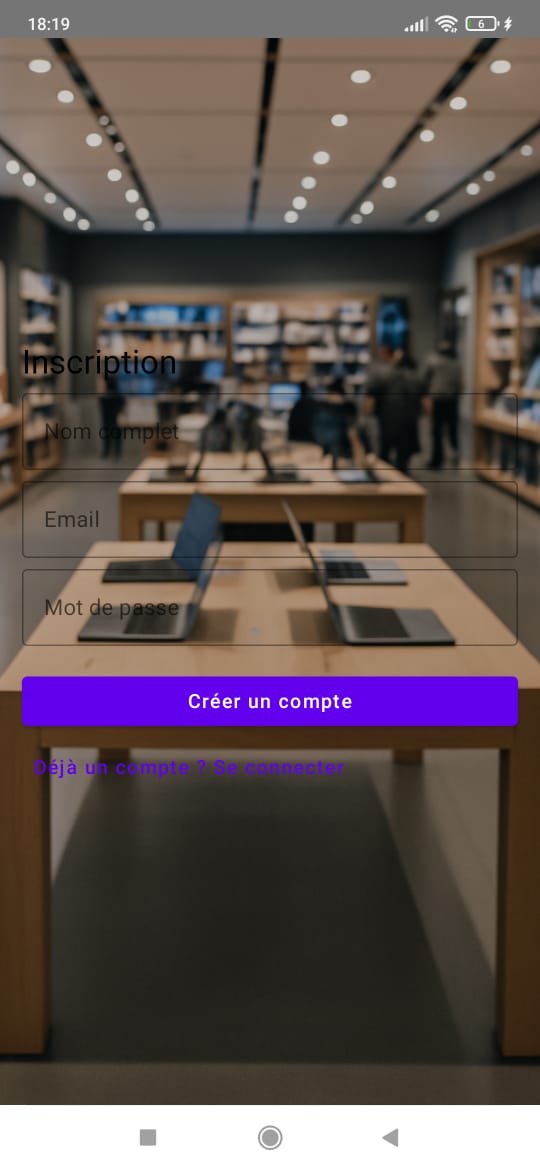 18:19
6
Inscription
Nom complet
Email
Mot de passe
Créer un compte
Déjà un compte ? Se connecter